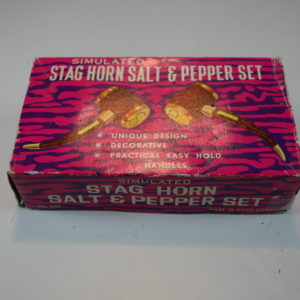 SIMULATED
STAG HORN SALT & PEPPER SET
* UNIQUE DESIGN
* DECORATIVE
* PRACTICAL EASY HOLD
HANDLES
SIMULATED
STAG HORN
SALT & PEPPER SET